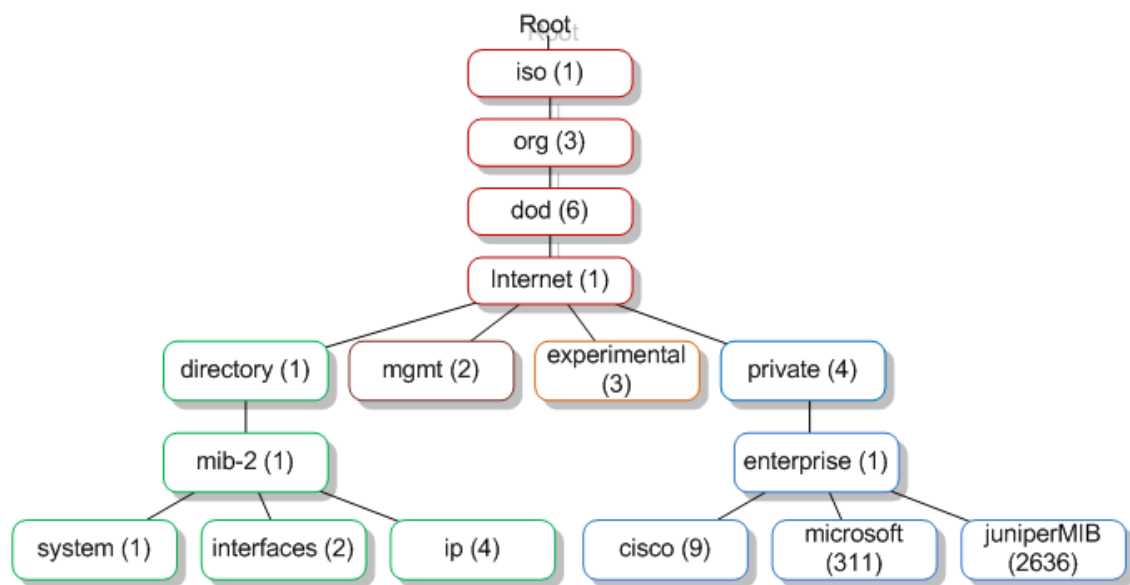 Root
iso (1)
org (3)
dod (6)
Internet (1)
directory (1)
mgmt (2)
experimental
(3)
private (4)
mib-2 (1)
enterprise (1)
system (1)
interfaces (2)
ip (4)
cisco (9)
microsoft
(311)
juniperMIB
(2636)